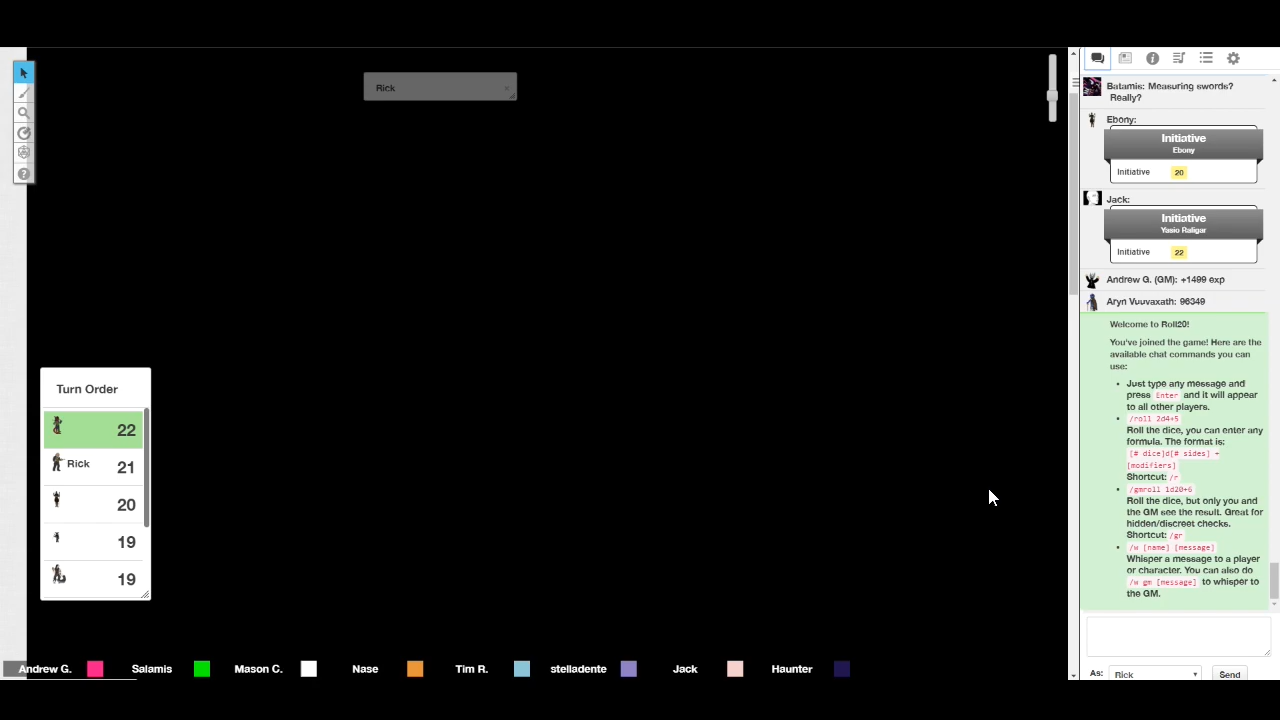 Rick
Turn Order
22
Rick 21
20
19
19
Andrew G. Salamis Mason C. Nase Tim R. stelladente Jack Haunter
Batamis: Measuring swords?
Really?
Ebony:
Initiative
Ebony
Initiative 20
Jack:
Initiative
Yasio Raligar
Initiative 22
Andrew G. (GM): +1499 exp
Aryn Vuuvaxath: 96349
Welcome to Roll20!
You've joined the game! Here are the
available chat commands you can
use:
Just type any message and
press Enter and it will appear
to all other players.
/roll 2d4+5
Roll the dice, you can enter any
formula. The format is:
[# dice]d[# sides] +
[modifiers]
Shortcut: /r
/gmroll 1d20+6
Roll the dice, but only you and
the GM see the result. Great for
hidden/discreet checks.
Shortcut: /gr
/w [name] [message]
Whisper a message to a player
or character. You can also do
/w gm [message] to whisper to
the GM.
As: Rick Send